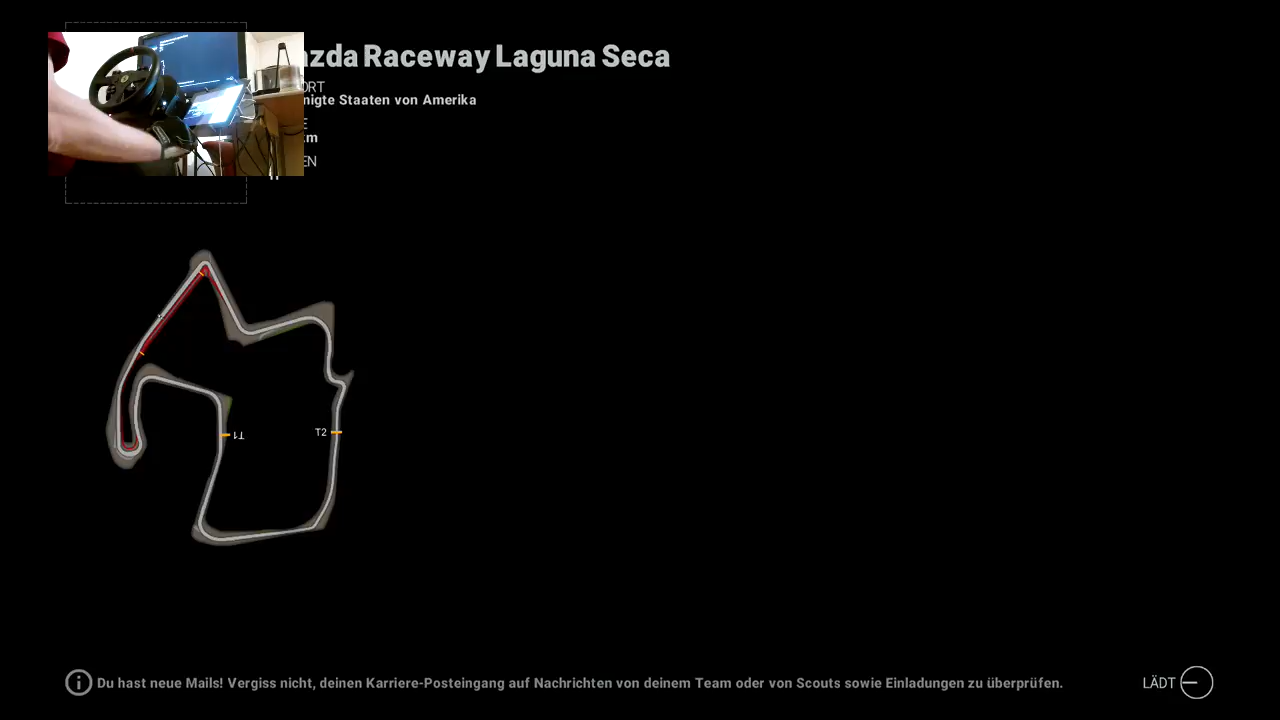 zda Raceway Laguna Seca
ORT
nigte Staaten von Amerika
E
km
EN
T1
T2
Du hast neue Mails! Vergiss nicht, deinen Karriere-Posteingang auf Nachrichten von deinem Team oder von Scouts sowie Einladungen zu überprüfen.
LÄDT